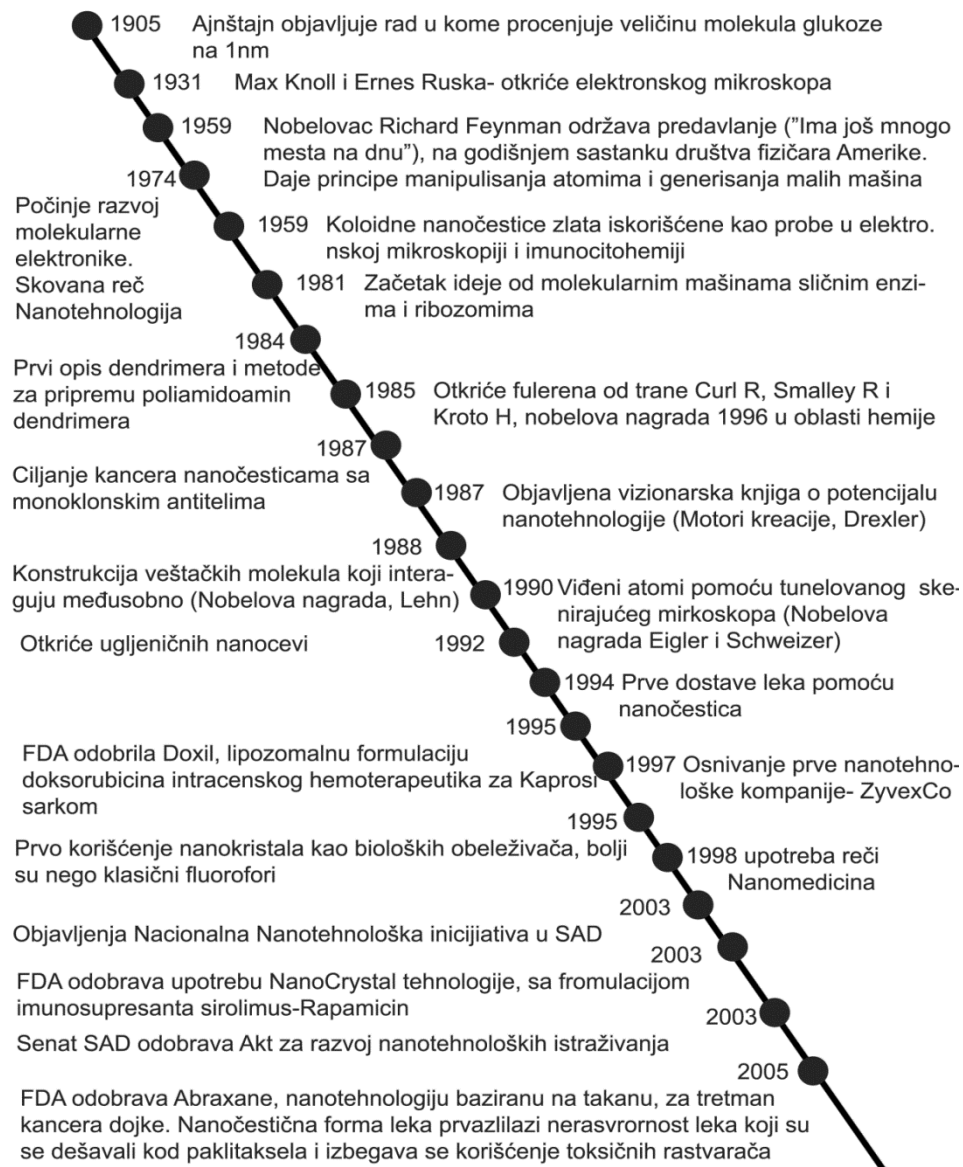 1905 Ajnštajn objavljuje rad u kome procenjuje veličinu molekula glukoze
na 1nm
1931 Max Knoll i Ernes Ruska- otkriće elektronskog mikroskopa
1959 Nobelovac Richard Feynman održava predavlanje ("Ima još mnogo
mesta na dnu”), na godišnjem sastanku društva fizičara Amerike.
Daje principe manipulisanja atomima i generisanja malih mašina
1974
Počinje razvoj
molekularne
elektronike.
Skovana reč
Nanotehnologija
1959 Koloidne nanočestice zlata iskorišćene kao probe u elektro.
nskoj mikroskopiji i imunocitohemiji
1981 Začetak ideje od molekularnim mašinama sličnim enzi-
ma i ribozomima
1984
Prvi opis dendrimera i metode
za pripremu poliamidoamin
dendrimera
1985 Otkriće fulerena od trane Curl R, Smalley R i
Kroto H, nobelova nagrada 1996 u oblasti hemije
1987
Ciljanje kancera nanočesticama sa
monoklonskim antitelima
1987 Objavljena vizionarska knjiga o potencijalu
nanotehnologije (Motori kreacije, Drexler)
1988
Konstrukcija veštačkih molekula koji intera-
guju međusobno (Nobelova nagrada, Lehn)
1990 Viđeni atomi pomoću tunelovanog ske-
nirajućeg mirkoskopa (Nobelova
nagrada Eigler i Schweizer)
Otkriće ugljeničnih nanocevi 1992
1994 Prve dostave leka pomoću
nanočestica
1995
FDA odobrila Doxil, lipozomalnu formulaciju
doksorubicina intracenskog hemoterapeutika za Kaprosi
sarkom
1997 Osnivanje prve nanotehno-
loške kompanije- ZyvexCo
1995
Prvo korišćenje nanokristala kao bioloških obeleživača, bolji
su nego klasični fluorofori
1998 upotreba reči
Nanomedicina
2003
Objavljenja Nacionalna Nanotehnološka inicijiativa u SAD
2003
FDA odobrava upotrebu NanoCrystal tehnologije, sa fromulacijom
imunosupresanta sirolimus-Rapamicin
2003
Senat SAD odobrava Akt za razvoj nanotehnoloških istraživanja
2005
FDA odobrava Abraxane, nanotehnologiju baziranu na takanu, za tretman
kancera dojke. Nanočestična forma leka prvazlilazi nerasvrornost leka koji su
se dešavali kod paklitaksela i izbegava se korišćenje toksičnih rastvarača